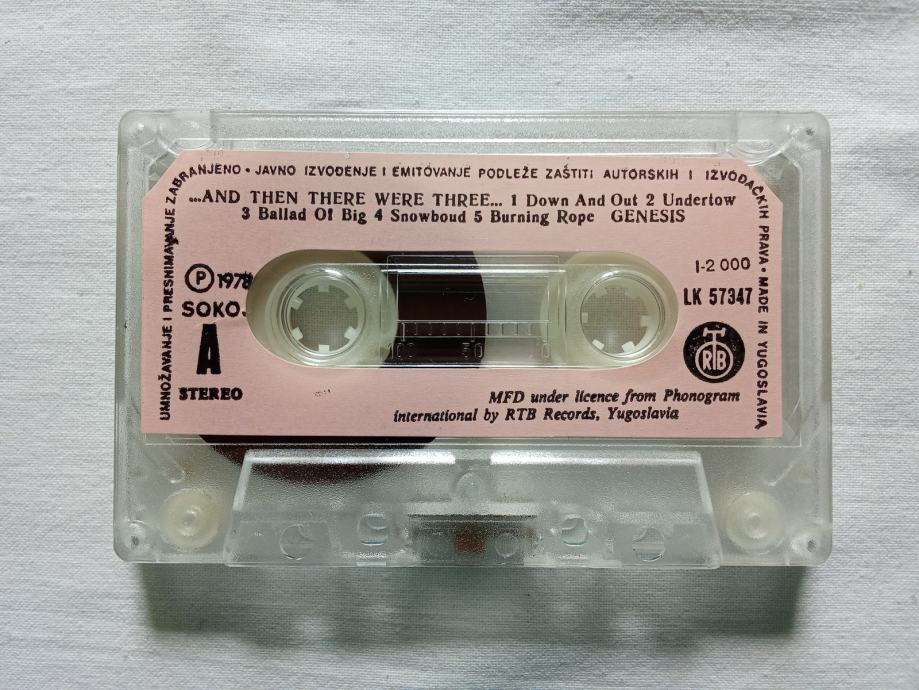 UMNOŽAVANJE I PRESNIMAVANJE ZABRANJENO • JAVNO IZVOĐENJE I EMITOVANJE PODLEŽE ZAŠTITI AUTORSKIH I IZVOĐAČKIH PRAVA • MADE IN YUGOSLAVIA
...AND THEN THERE WERE THREE... 1 Down And Out 2 Undertow
3 Ballad Of Big 4 Snowboud 5 Burning Rope GENESIS
P 1978
SOKOJ
A
STEREO
I-2 000
LK 57347
RTB
MFD under licence from Phonogram
international by RTB Records, Yugoslavia